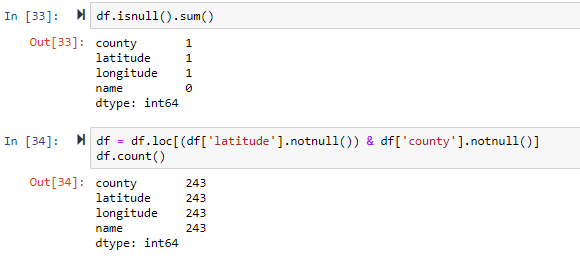 In [33]: df.isnull().sum()
Out[33]: county 1
latitude 1
longitude 1
name 0
dtype: int64
In [34]: df = df.loc[(df['latitude'].notnull()) & df['county'].notnull()]
df.count()
Out[34]: county 243
latitude 243
longitude 243
name 243
dtype: int64